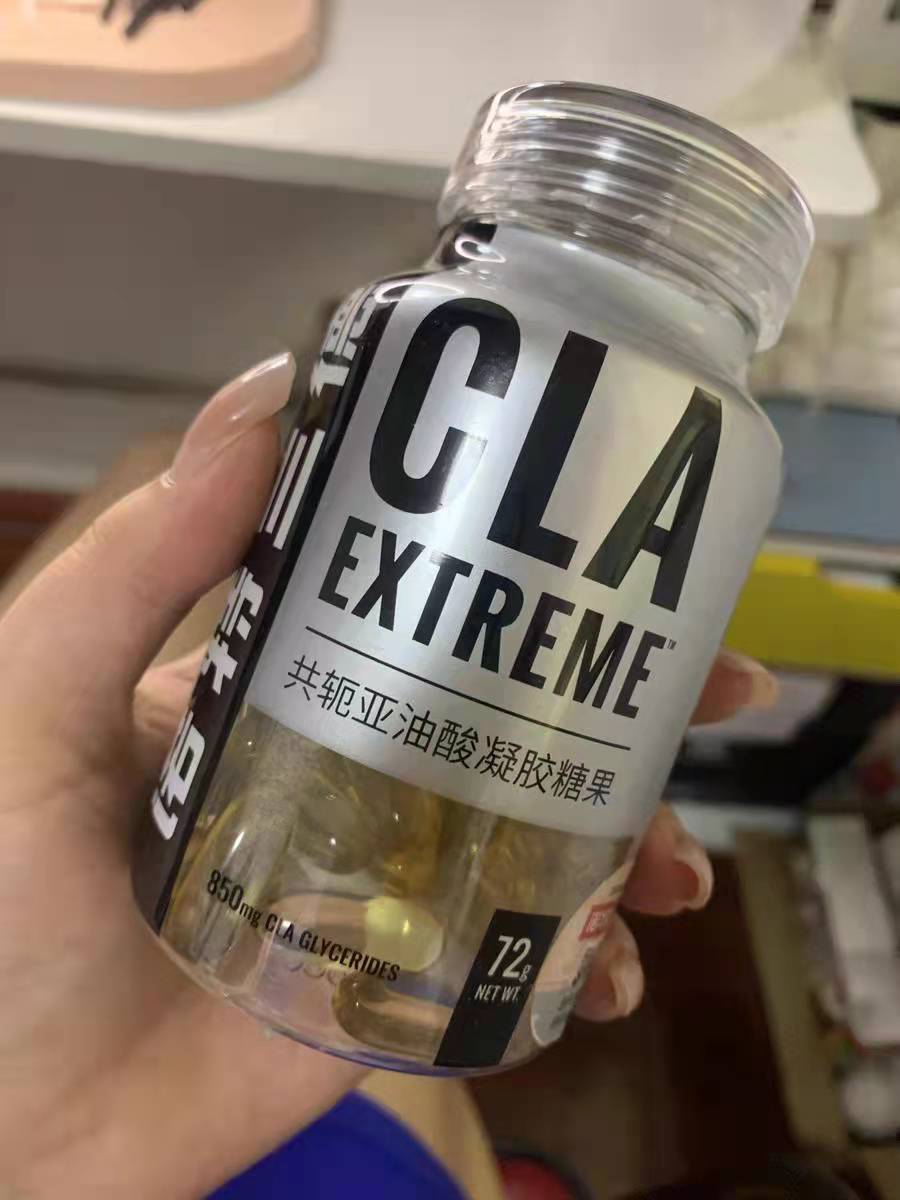 CLA
EXTREME™
共轭亚油酸凝胶糖果
850mg CLA GLYCERIDES
72g
NET WT.